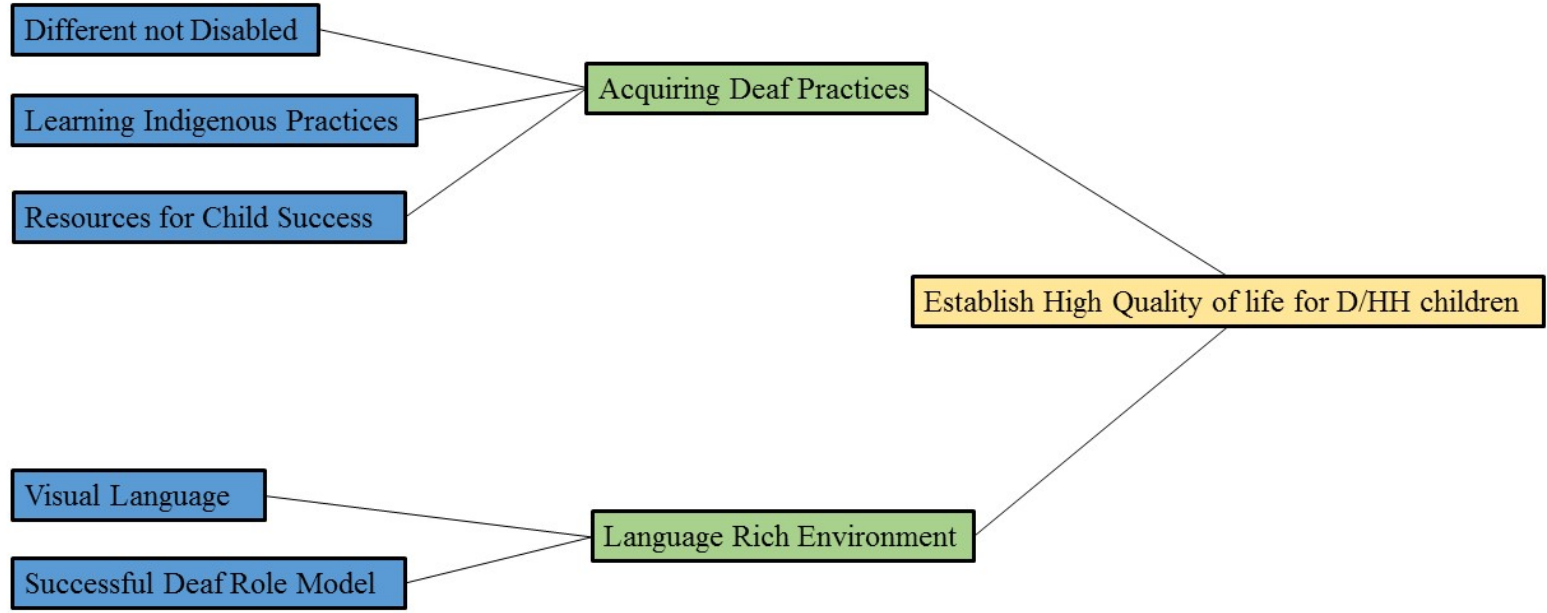 Different not Disabled
Learning Indigenous Practices
Resources for Child Success
Acquiring Deaf Practices
Establish High Quality of life for D/HH children
Visual Language
Successful Deaf Role Model
Language Rich Environment